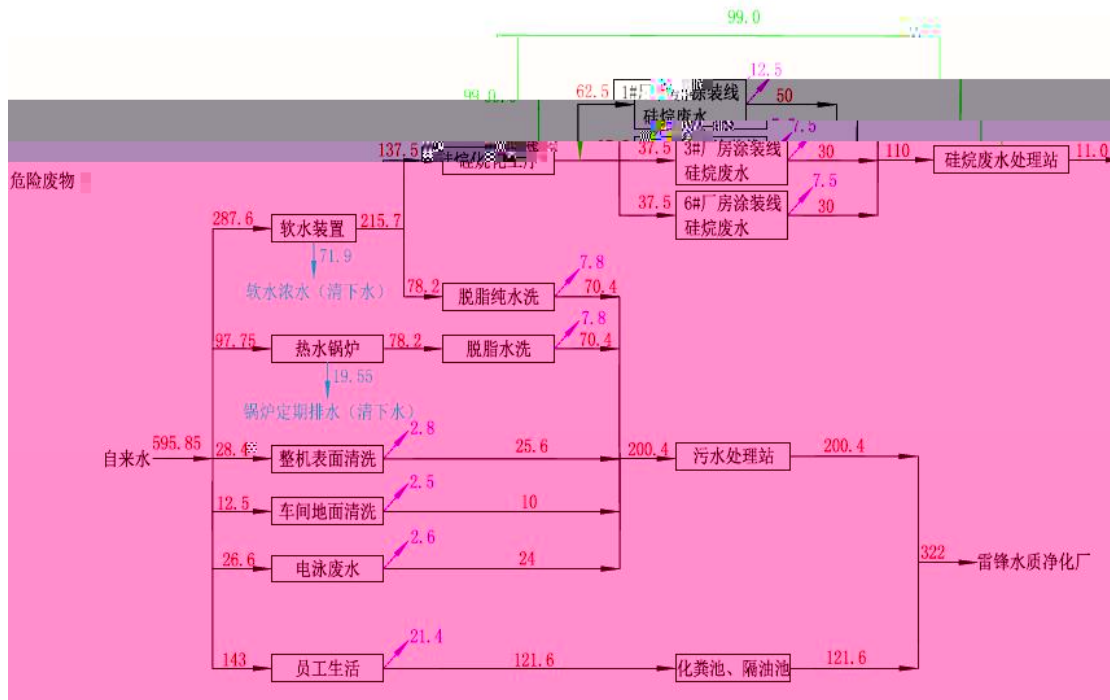 99.0
12.5
62.5
1#厂
涂装线
50
硅烷废水
7.5
137.5
37.5
3#厂房涂装线
硅烷废水
30
110
硅烷废水处理站
11.0
危险废物
7.5
37.5
6#厂房涂装线
硅烷废水
30
287.6
软水装置
215.7
71.9
软水浓水（清下水）
78.2
脱脂纯水洗
7.8
70.4
97.75
热水锅炉
78.2
脱脂水洗
7.8
70.4
19.55
锅炉定期排水（清下水）
自来水
595.85
28.4
整机表面清洗
2.8
25.6
200.4
污水处理站
200.4
12.5
车间地面清洗
2.5
10
26.6
电泳废水
2.6
24
322
雷锋水质净化厂
143
员工生活
21.4
121.6
化粪池、隔油池
121.6